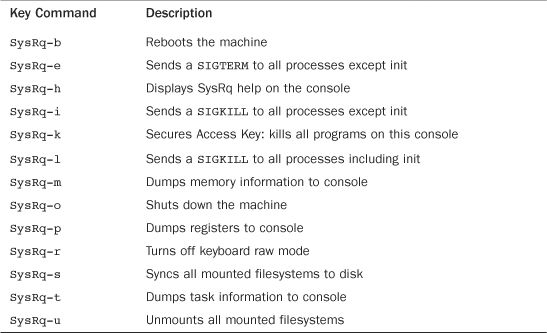 Key Command Description
SysRq-b Reboots the machine
SysRq-e Sends a SIGTERM to all processes except init
SysRq-h Displays SysRq help on the console
SysRq-i Sends a SIGKILL to all processes except init
SysRq-k Secures Access Key: kills all programs on this console
SysRq-l Sends a SIGKILL to all processes including init
SysRq-m Dumps memory information to console
SysRq-o Shuts down the machine
SysRq-p Dumps registers to console
SysRq-r Turns off keyboard raw mode
SysRq-s Syncs all mounted filesystems to disk
SysRq-t Dumps task information to console
SysRq-u Unmounts all mounted filesystems